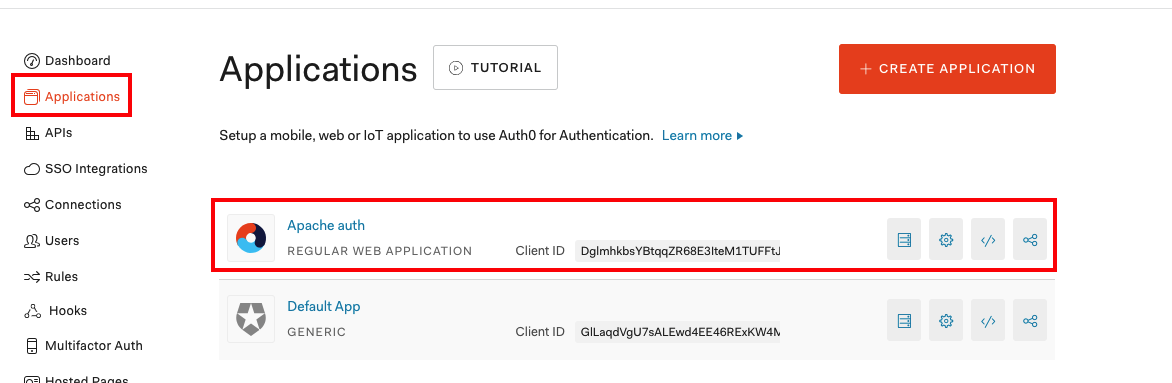 Dashboard
Applications
APIs
SSO Integrations
Connections
Users
Rules
Hooks
Multifactor Auth
Hosted Pages
Applications
TUTORIAL
+ CREATE APPLICATION
Setup a mobile, web or IoT application to use Auth0 for Authentication. Learn more
Apache auth
REGULAR WEB APPLICATION
Client ID DglmhkbsYBtqqZR68E3IteM1TUFFtJ
Default App
GENERIC
Client ID GlLaqdVgU7sALEwd4EE46RExKW4M